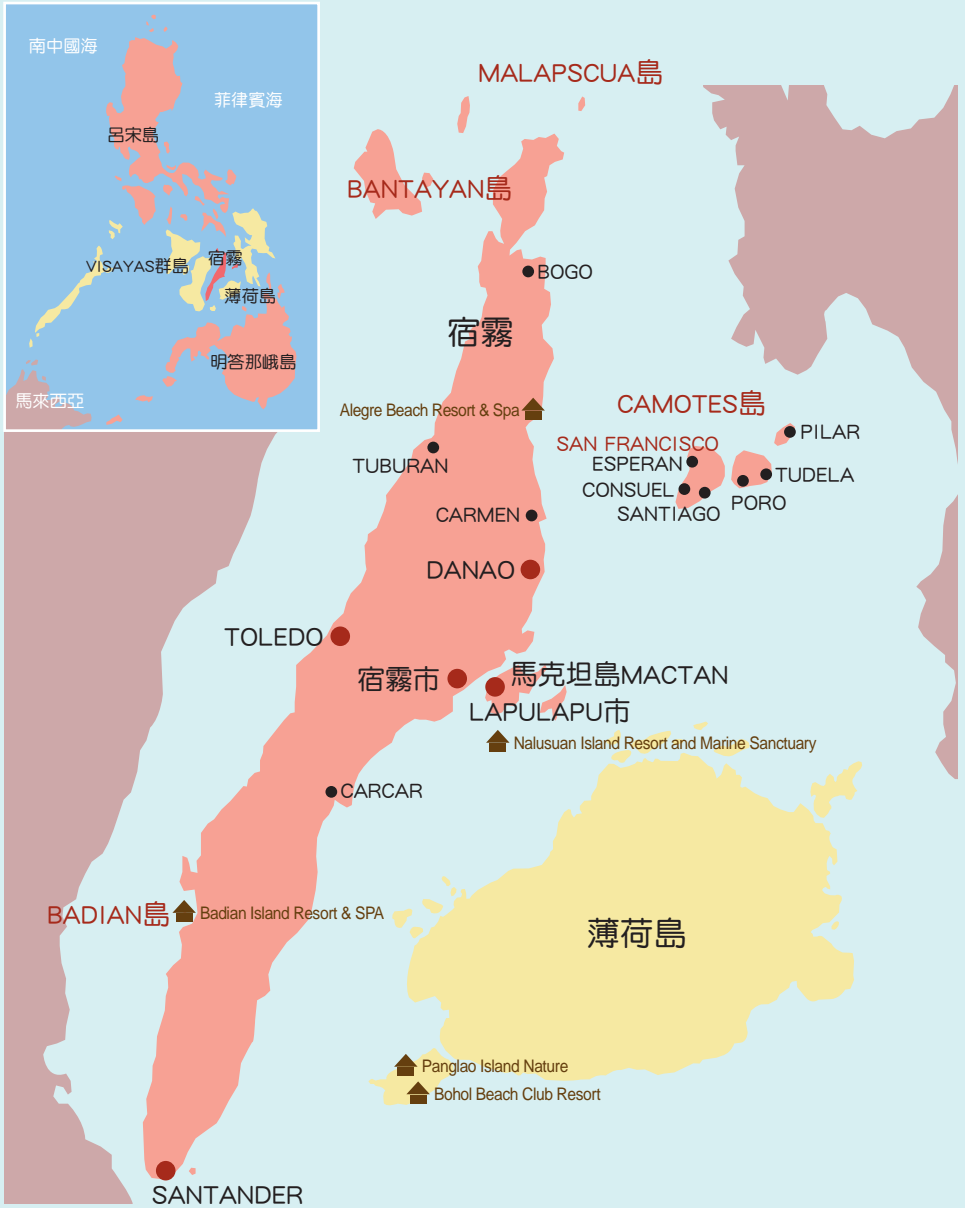 南中國海
菲律賓海
呂宋島
VISAYAS群島
宿霧
薄荷島
明答那峨島
馬來西亞
MALAPSCUA島
BANTAYAN島
BOGO
宿霧
Alegre Beach Resort & Spa
CAMOTES島
TUBURAN
SAN FRANCISCO
PILAR
ESPERAN
TUDELA
CONSUEL
PORO
SANTIAGO
CARMEN
DANAO
TOLEDO
宿霧市
馬克坦島MACTAN
LAPULAPU市
Nalusuan Island Resort and Marine Sanctuary
CARCAR
BADIAN島
Badian Island Resort & SPA
薄荷島
Panglao Island Nature
Bohol Beach Club Resort
SANTANDER